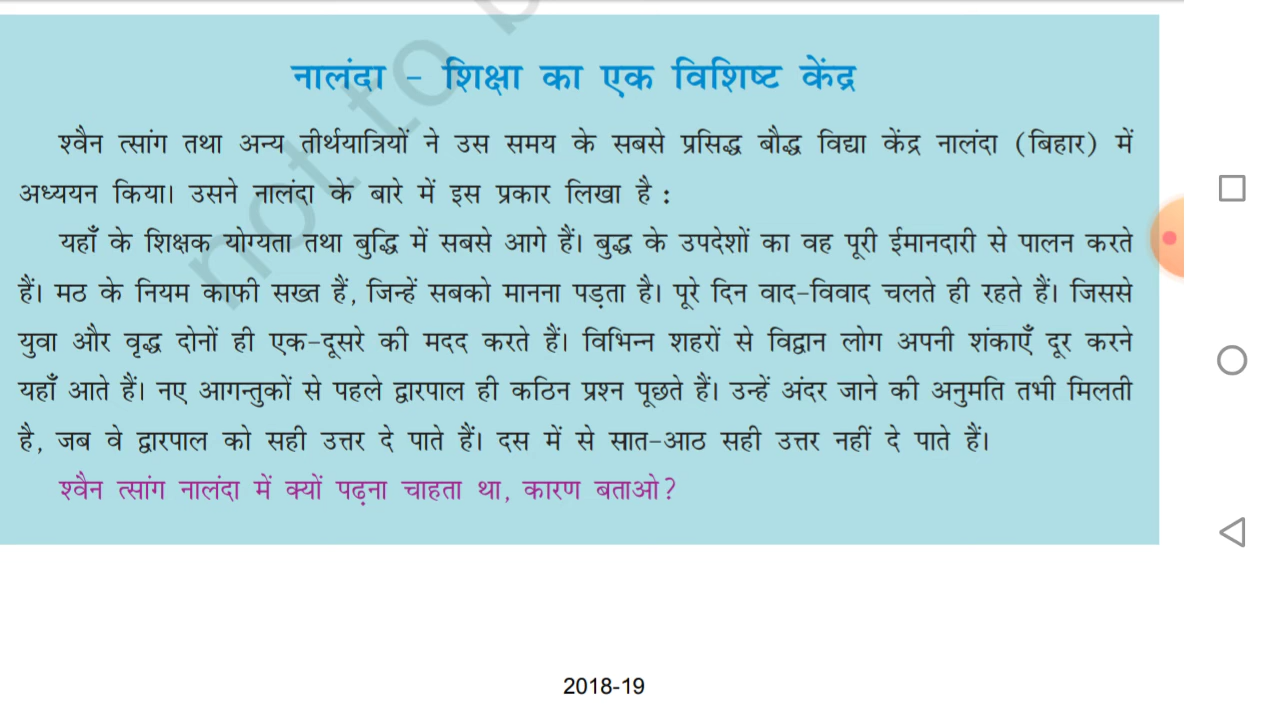 नालंदा - शिक्षा का एक विशिष्ट केंद्र
श्वैन त्सांग तथा अन्य तीर्थयात्रियों ने उस समय के सबसे प्रसिद्ध बौद्ध विद्या केंद्र नालंदा (बिहार) में
अध्ययन किया। उसने नालंदा के बारे में इस प्रकार लिखा है :
यहाँ के शिक्षक योग्यता तथा बुद्धि में सबसे आगे हैं। बुद्ध के उपदेशों का वह पूरी ईमानदारी से पालन करते
हैं। मठ के नियम काफी सख्त हैं, जिन्हें सबको मानना पड़ता है। पूरे दिन वाद-विवाद चलते ही रहते हैं। जिससे
युवा और वृद्ध दोनों ही एक-दूसरे की मदद करते हैं। विभिन्न शहरों से विद्वान लोग अपनी शंकाएँ दूर करने
यहाँ आते हैं। नए आगन्तुकों से पहले द्वारपाल ही कठिन प्रश्न पूछते हैं। उन्हें अंदर जाने की अनुमति तभी मिलती
है, जब वे द्वारपाल को सही उत्तर दे पाते हैं। दस में से सात-आठ सही उत्तर नहीं दे पाते हैं।
श्वैन त्सांग नालंदा में क्यों पढ़ना चाहता था, कारण बताओ?
not to b
2018-19